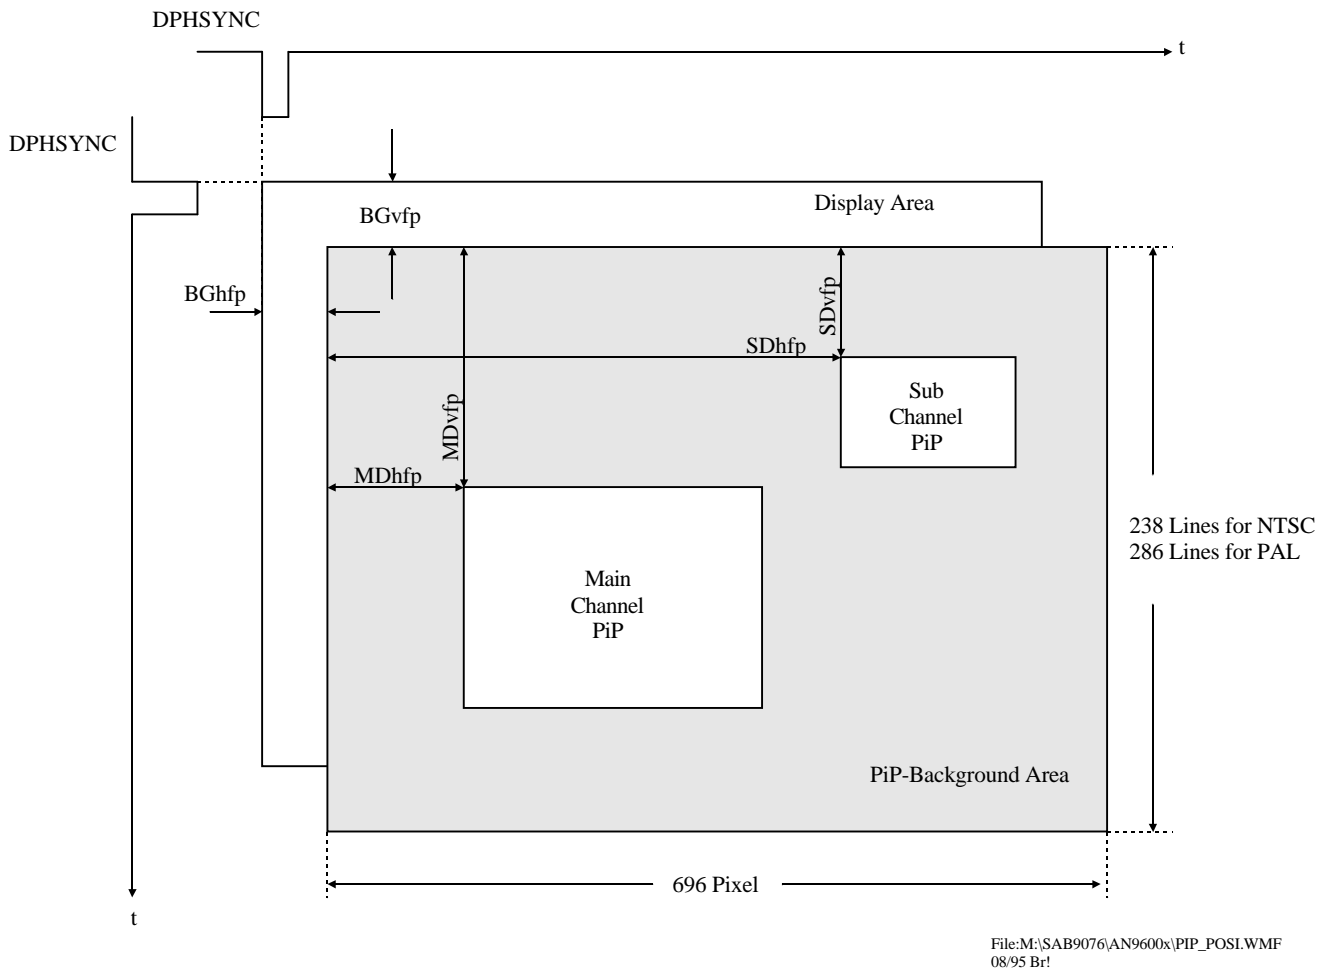 DPHSYNC
t
DPHSYNC
Display Area
BGvfp
BGhfp
SDvfp
SDhfp
Sub
Channel
PiP
MDvfp
MDhfp
238 Lines for NTSC
286 Lines for PAL
Main
Channel
PiP
PiP-Background Area
696 Pixel
t
File:M:\SAB9076\AN9600x\PIP_POSI.WMF
08/95 Br!